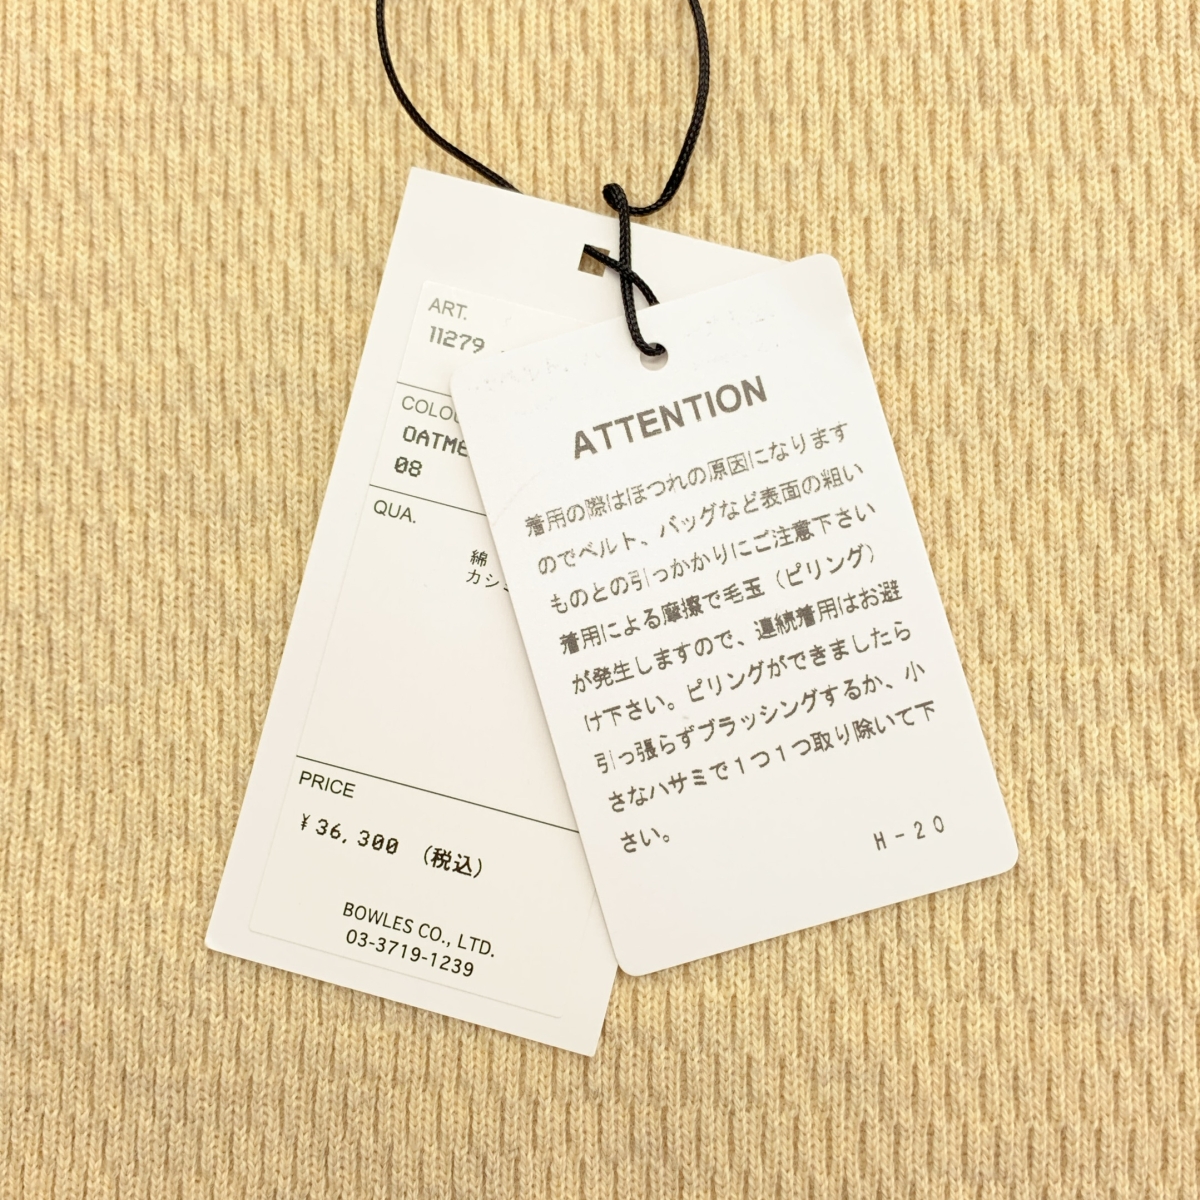 ART.
11279
COLOU
OATME
08
QUA.
綿
カシ
PRICE
¥36,300 (税込)
BOWLES CO., LTD.
03-3719-1239
ATTENTION
着用の際はほつれの原因になります
のでベルト、バッグなど表面の粗い
ものとの引っかかりにご注意下さい
着用による摩擦で毛玉(ピリング)
が発生しますので、連続着用はお避
け下さい。ピリングができましたら
引っ張らずブラッシングするか、小
さなハサミで1つ1つ取り除いて下
さい。
H-20